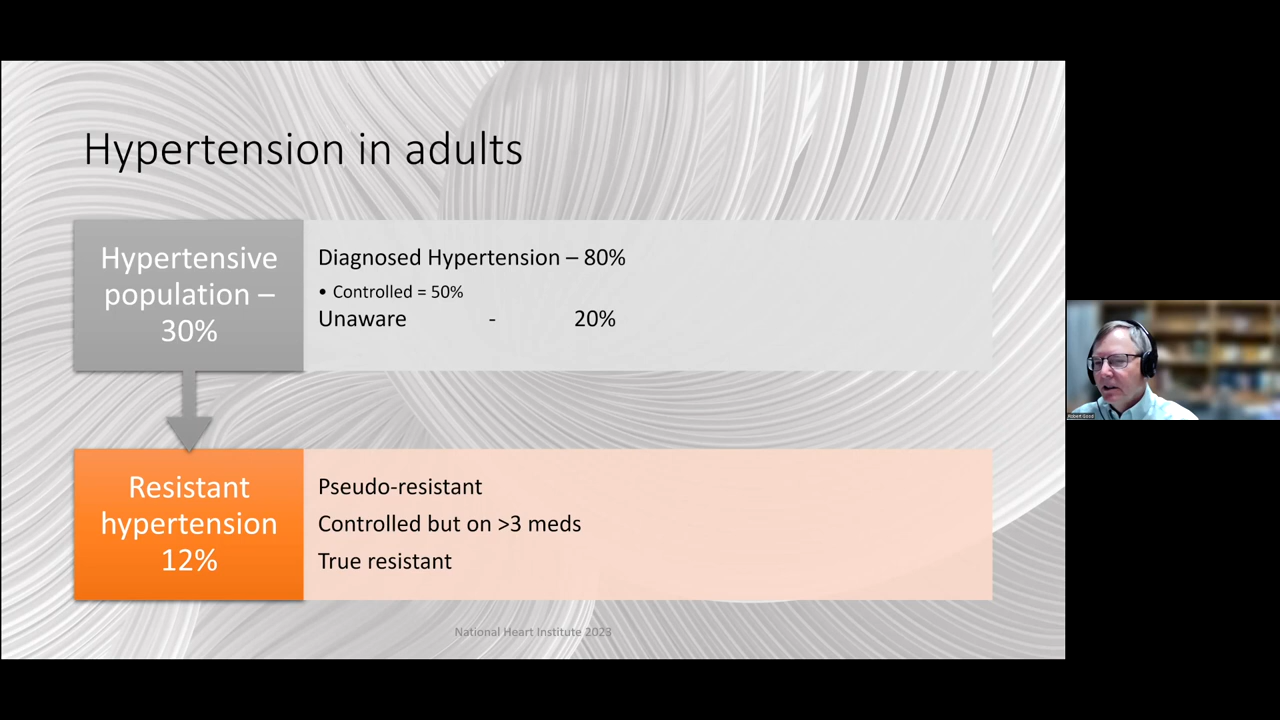 Hypertension in adults
Hypertensive
population –
30%
Diagnosed Hypertension – 80%
• Controlled = 50%
Unaware - 20%
Resistant
hypertension
12%
Pseudo-resistant
Controlled but on >3 meds
True resistant
National Heart Institute 2023